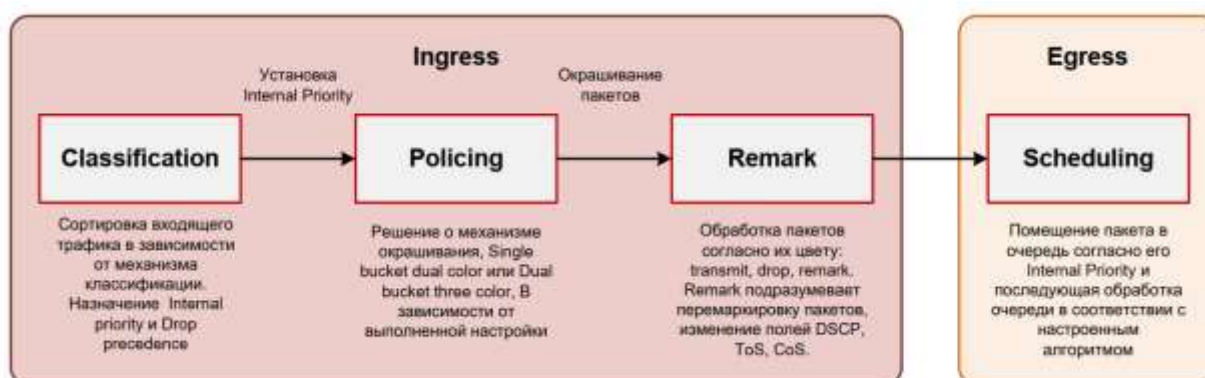 Ingress
Установка
Internal Priority
Окрашивание
пакетов
Classification
Policing
Remark
Сортировка входящего
трафика в зависимости
от механизма
классификации.
Назначение Internal
priority и Drop
precedence
Решение о механизме
окрашивания, Single
bucket dual color или Dual
bucket three color, В
зависимости от
выполненной настройки
Обработка пакетов
согласно их цвету:
transmit, drop, remark.
Remark подразумевает
перемаркировку пакетов,
изменение полей DSCP,
ToS, CoS.
Egress
Scheduling
Помещение пакета в
очередь согласно его
Internal Priority и
последующая обработка
очереди в соответствии с
настроенным
алгоритмом